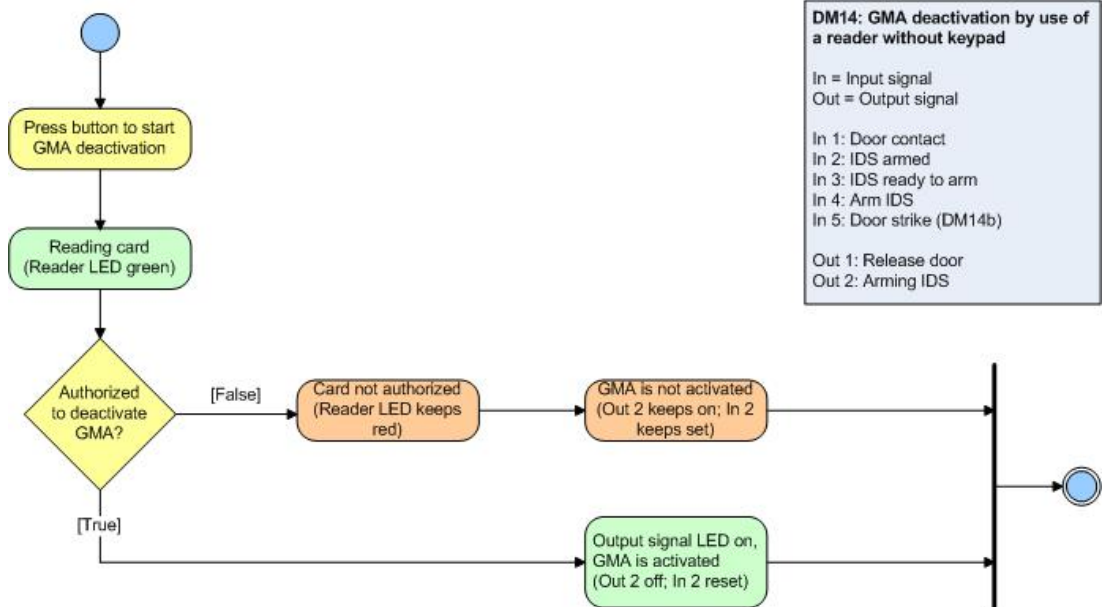 DM14: GMA deactivation by use of
a reader without keypad
In = Input signal
Out = Output signal
In 1: Door contact
In 2: IDS armed
In 3: IDS ready to arm
In 4: Arm IDS
In 5: Door strike (DM14b)
Out 1: Release door
Out 2: Arming IDS
Press button to start
GMA deactivation
Reading card
(Reader LED green)
Authorized
to deactivate
GMA?
[False]
Card not authorized
(Reader LED keeps
red)
GMA is not activated
(Out 2 keeps on; In 2
keeps set)
[True]
Output signal LED on,
GMA is activated
(Out 2 off; In 2 reset)